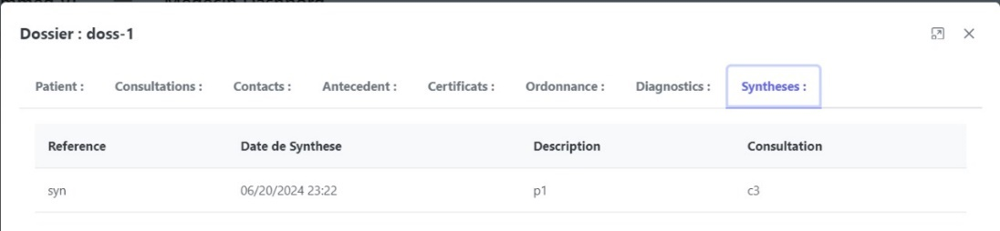 Dossier : doss-1
Patient : Consultations : Contacts : Antecedent : Certificats : Ordonnance : Diagnostics : Syntheses :
Reference Date de Synthese Description Consultation
syn 06/20/2024 23:22 p1 c3